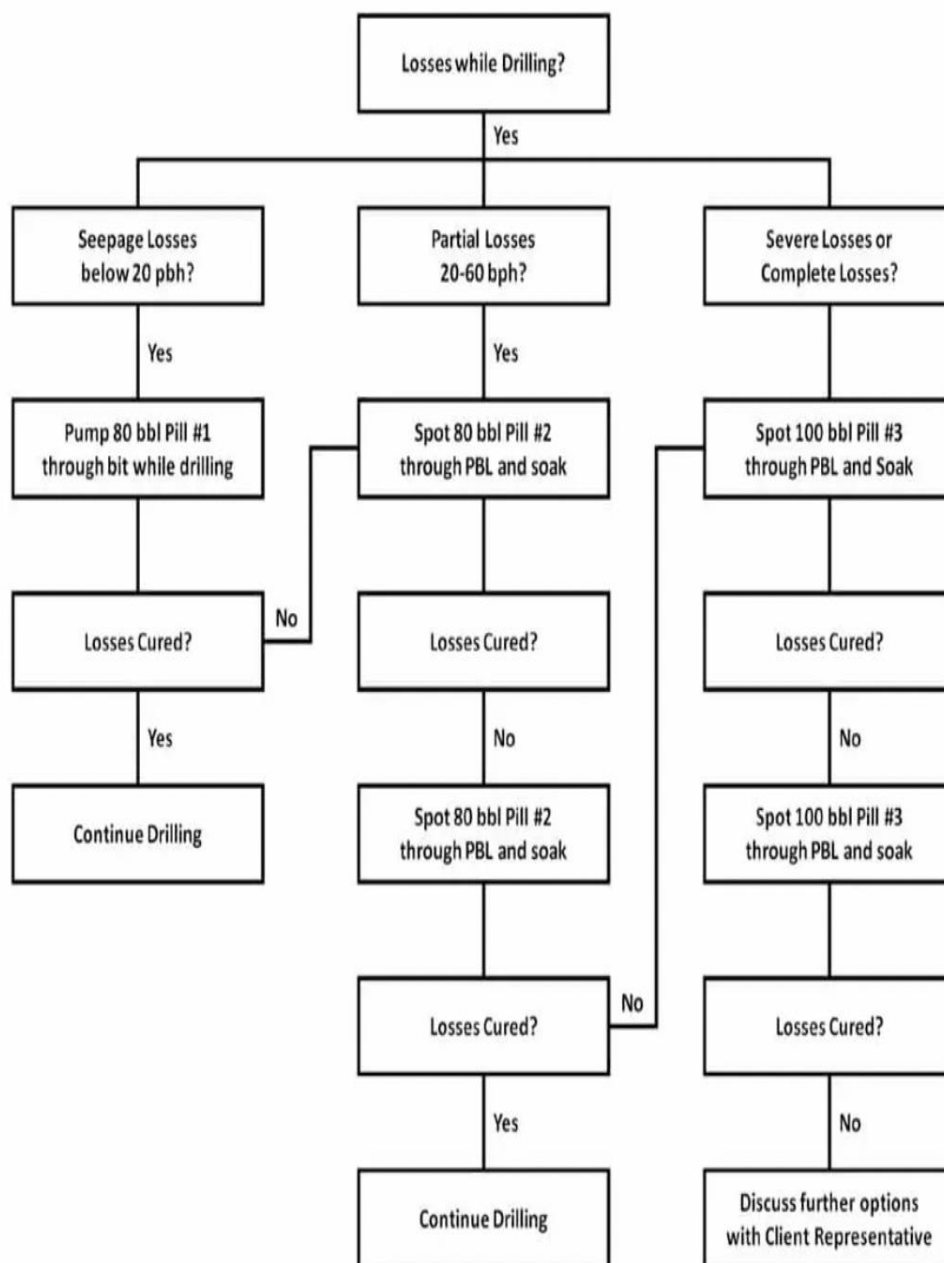 Losses while Drilling?
Yes
Seepage Losses
below 20 pbh?
Partial Losses
20-60 bph?
Severe Losses or
Complete Losses?
Yes
Yes
Pump 80 bbl Pill #1
through bit while drilling
Spot 80 bbl Pill #2
through PBL and soak
Spot 100 bbl Pill #3
through PBL and Soak
Losses Cured?
No
Losses Cured?
Losses Cured?
Yes
No
No
Continue Drilling
Spot 80 bbl Pill #2
through PBL and soak
Spot 100 bbl Pill #3
through PBL and soak
Losses Cured?
No
Losses Cured?
Yes
No
Continue Drilling
Discuss further options
with Client Representative